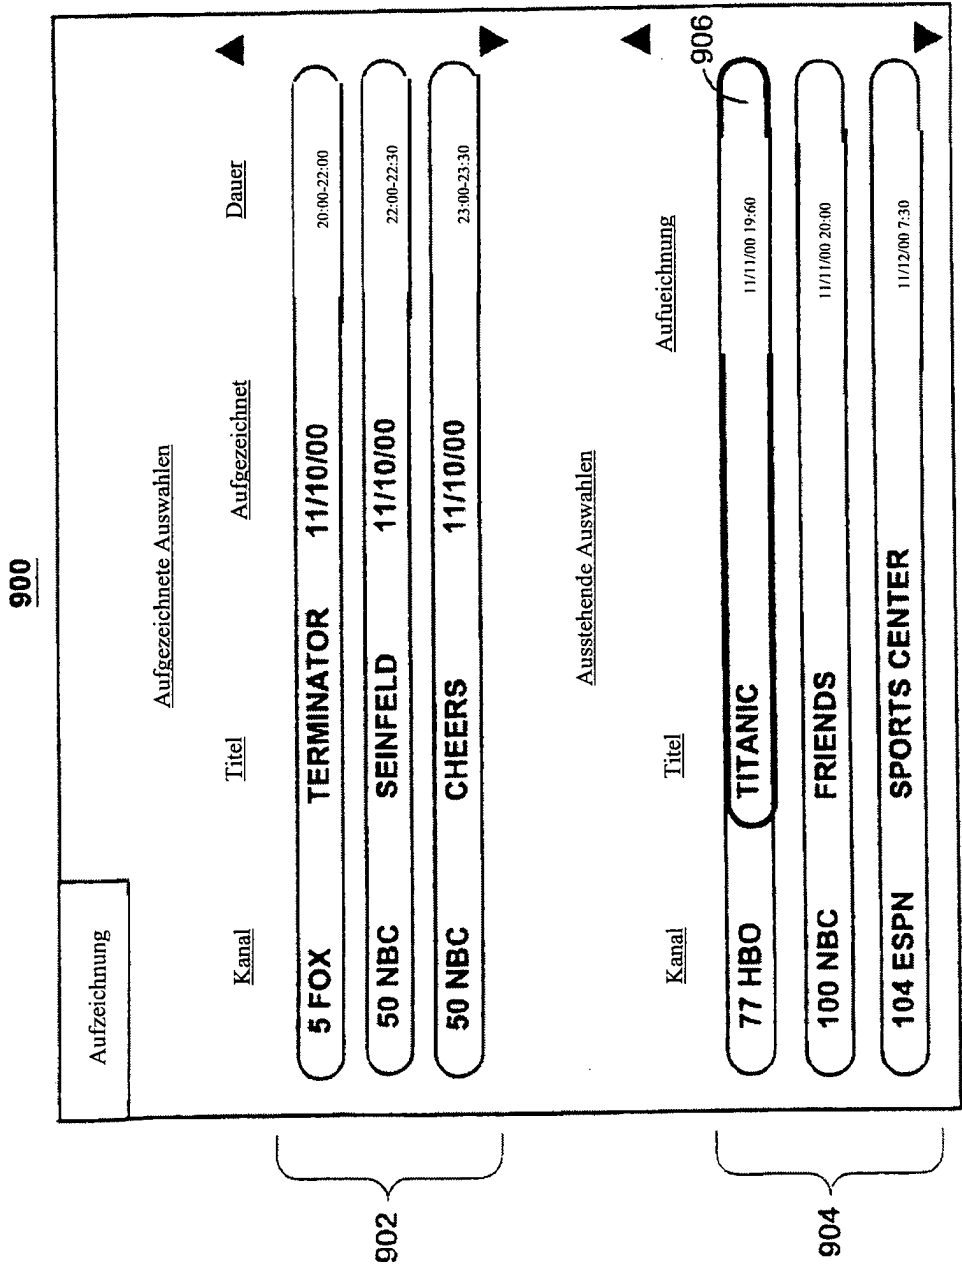 900
Aufzeichnung
Aufgezeichnete Auswahlen
Kanal Titel Aufgezeichnet Dauer
5 FOX TERMINATOR 11/10/00 20:00-22:00
50 NBC SEINFELD 11/10/00 22:00-22:30
50 NBC CHEERS 11/10/00 23:00-23:30
902
Ausstehende Auswahlen
Kanal Titel Aufueichnung
906
77 HBO TITANIC 11/11/00 19:60
100 NBC FRIENDS 11/11/00 20:00
104 ESPN SPORTS CENTER 11/12/00 7:30
904